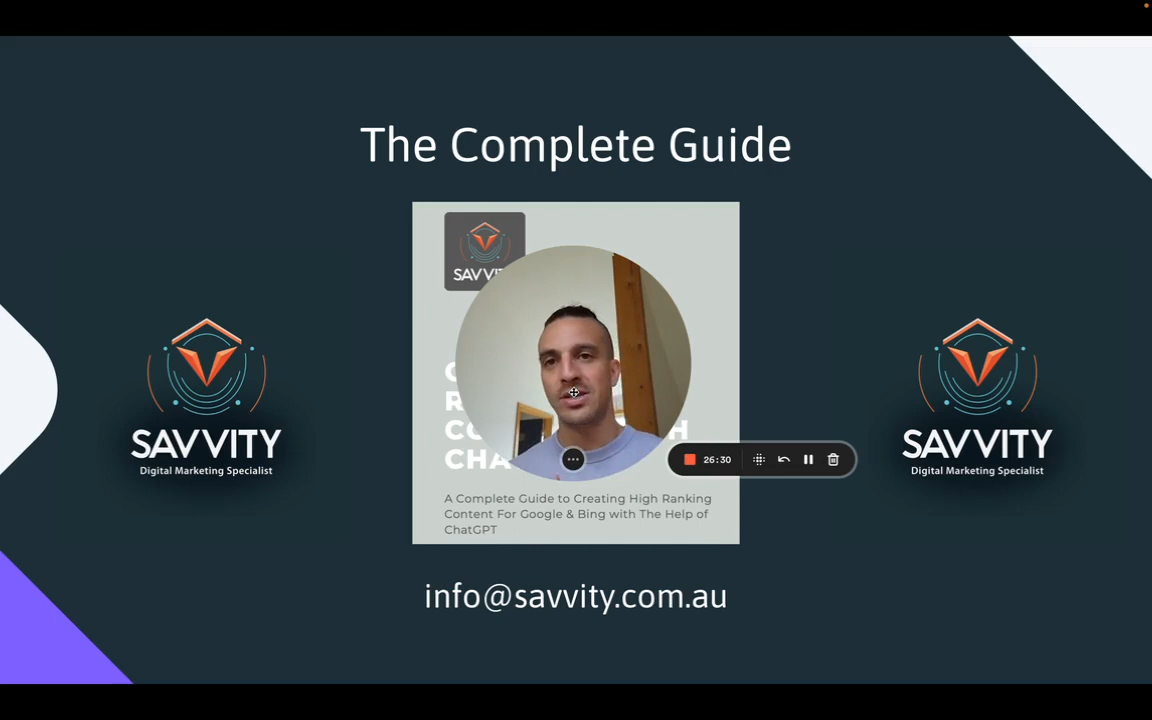 The Complete Guide
SAVVITY
Digital Marketing Specialist
CHA
26:30
A Complete Guide to Creating High Ranking
Content For Google & Bing with The Help of
ChatGPT
SAVVITY
Digital Marketing Specialist
info@savvity.com.au